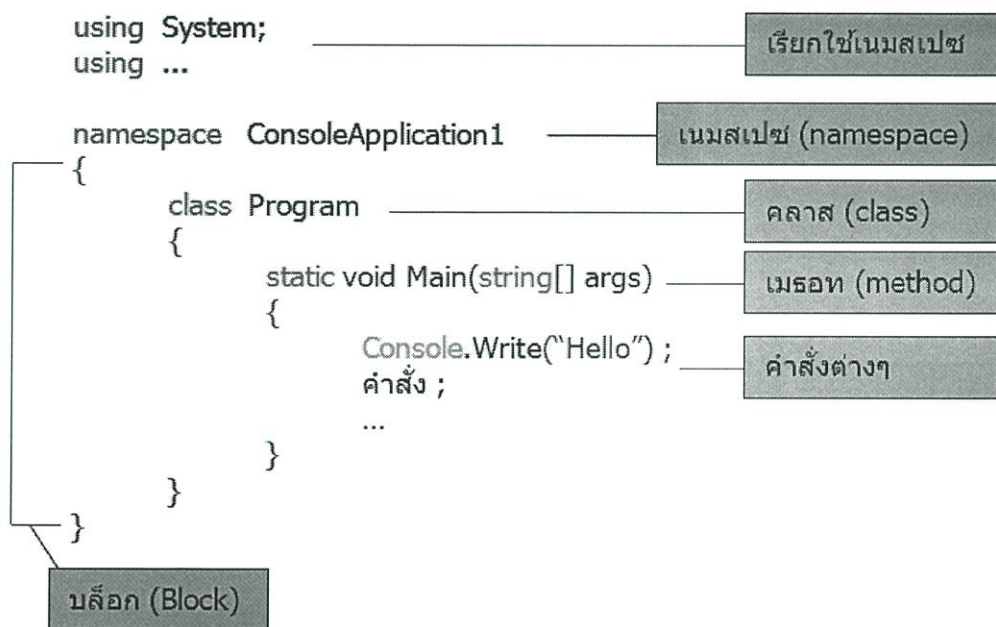 using System;
เรียกใช้เนมสเปซ
using ...
namespace ConsoleApplication1
เนมสเปซ (namespace)
{
class Program
คลาส (class)
{
static void Main(string[] args)
เมธอท (method)
{
Console.Write("Hello") ;
คำสั่งต่างๆ
คำสั่ง ;
...
}
}
}
บล็อก (Block)